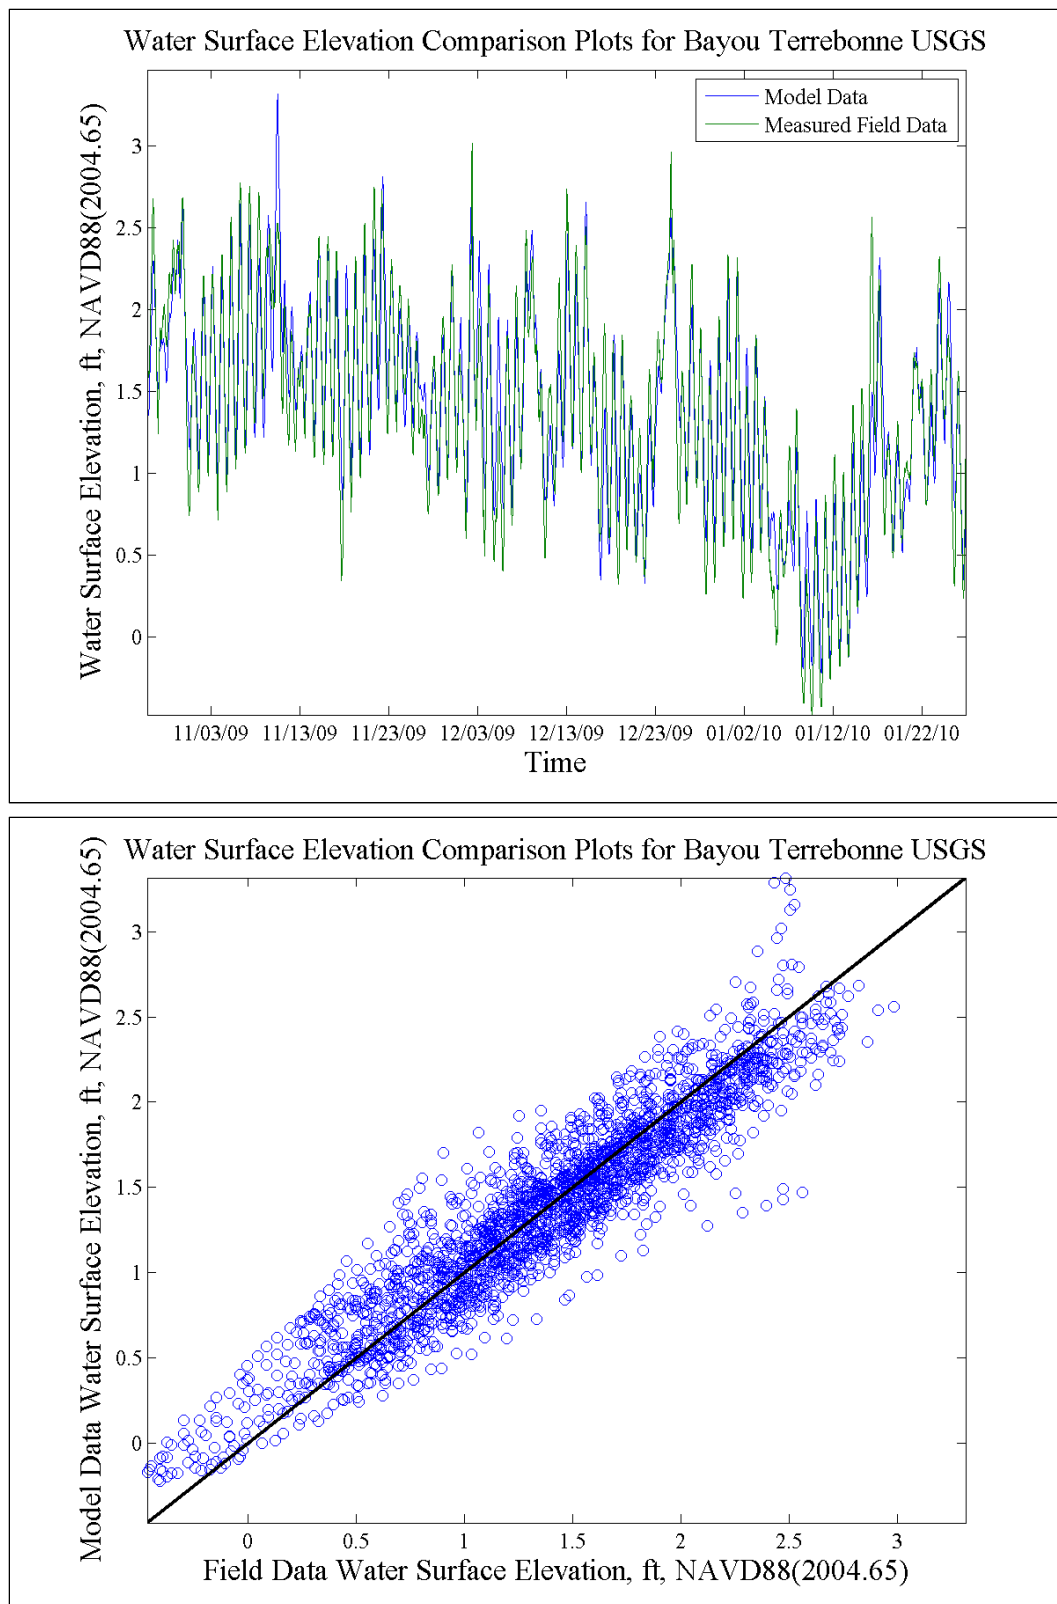 Water Surface Elevation Comparison Plots for Bayou Terrebonne USGS
Water Surface Elevation, ft, NAVD88(2004.65)
Model Data
Measured Field Data
3
2.5
2
1.5
1
0.5
0
11/03/09 11/13/09 11/23/09 12/03/09 12/13/09 12/23/09 01/02/10 01/12/10 01/22/10
Time
Water Surface Elevation Comparison Plots for Bayou Terrebonne USGS
Model Data Water Surface Elevation, ft, NAVD88(2004.65)
3
2.5
2
1.5
1
0.5
0
0 0.5 1 1.5 2 2.5 3
Field Data Water Surface Elevation, ft, NAVD88(2004.65)